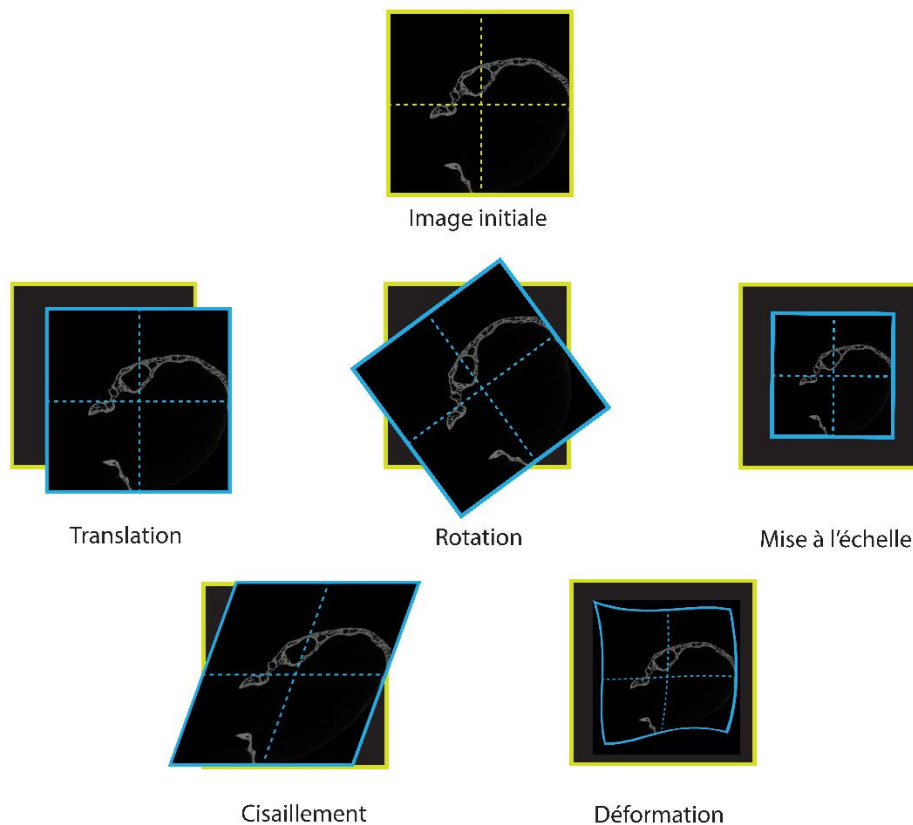 Image initiale
Translation
Rotation
Mise à l'échelle
Cisaillement
Déformation